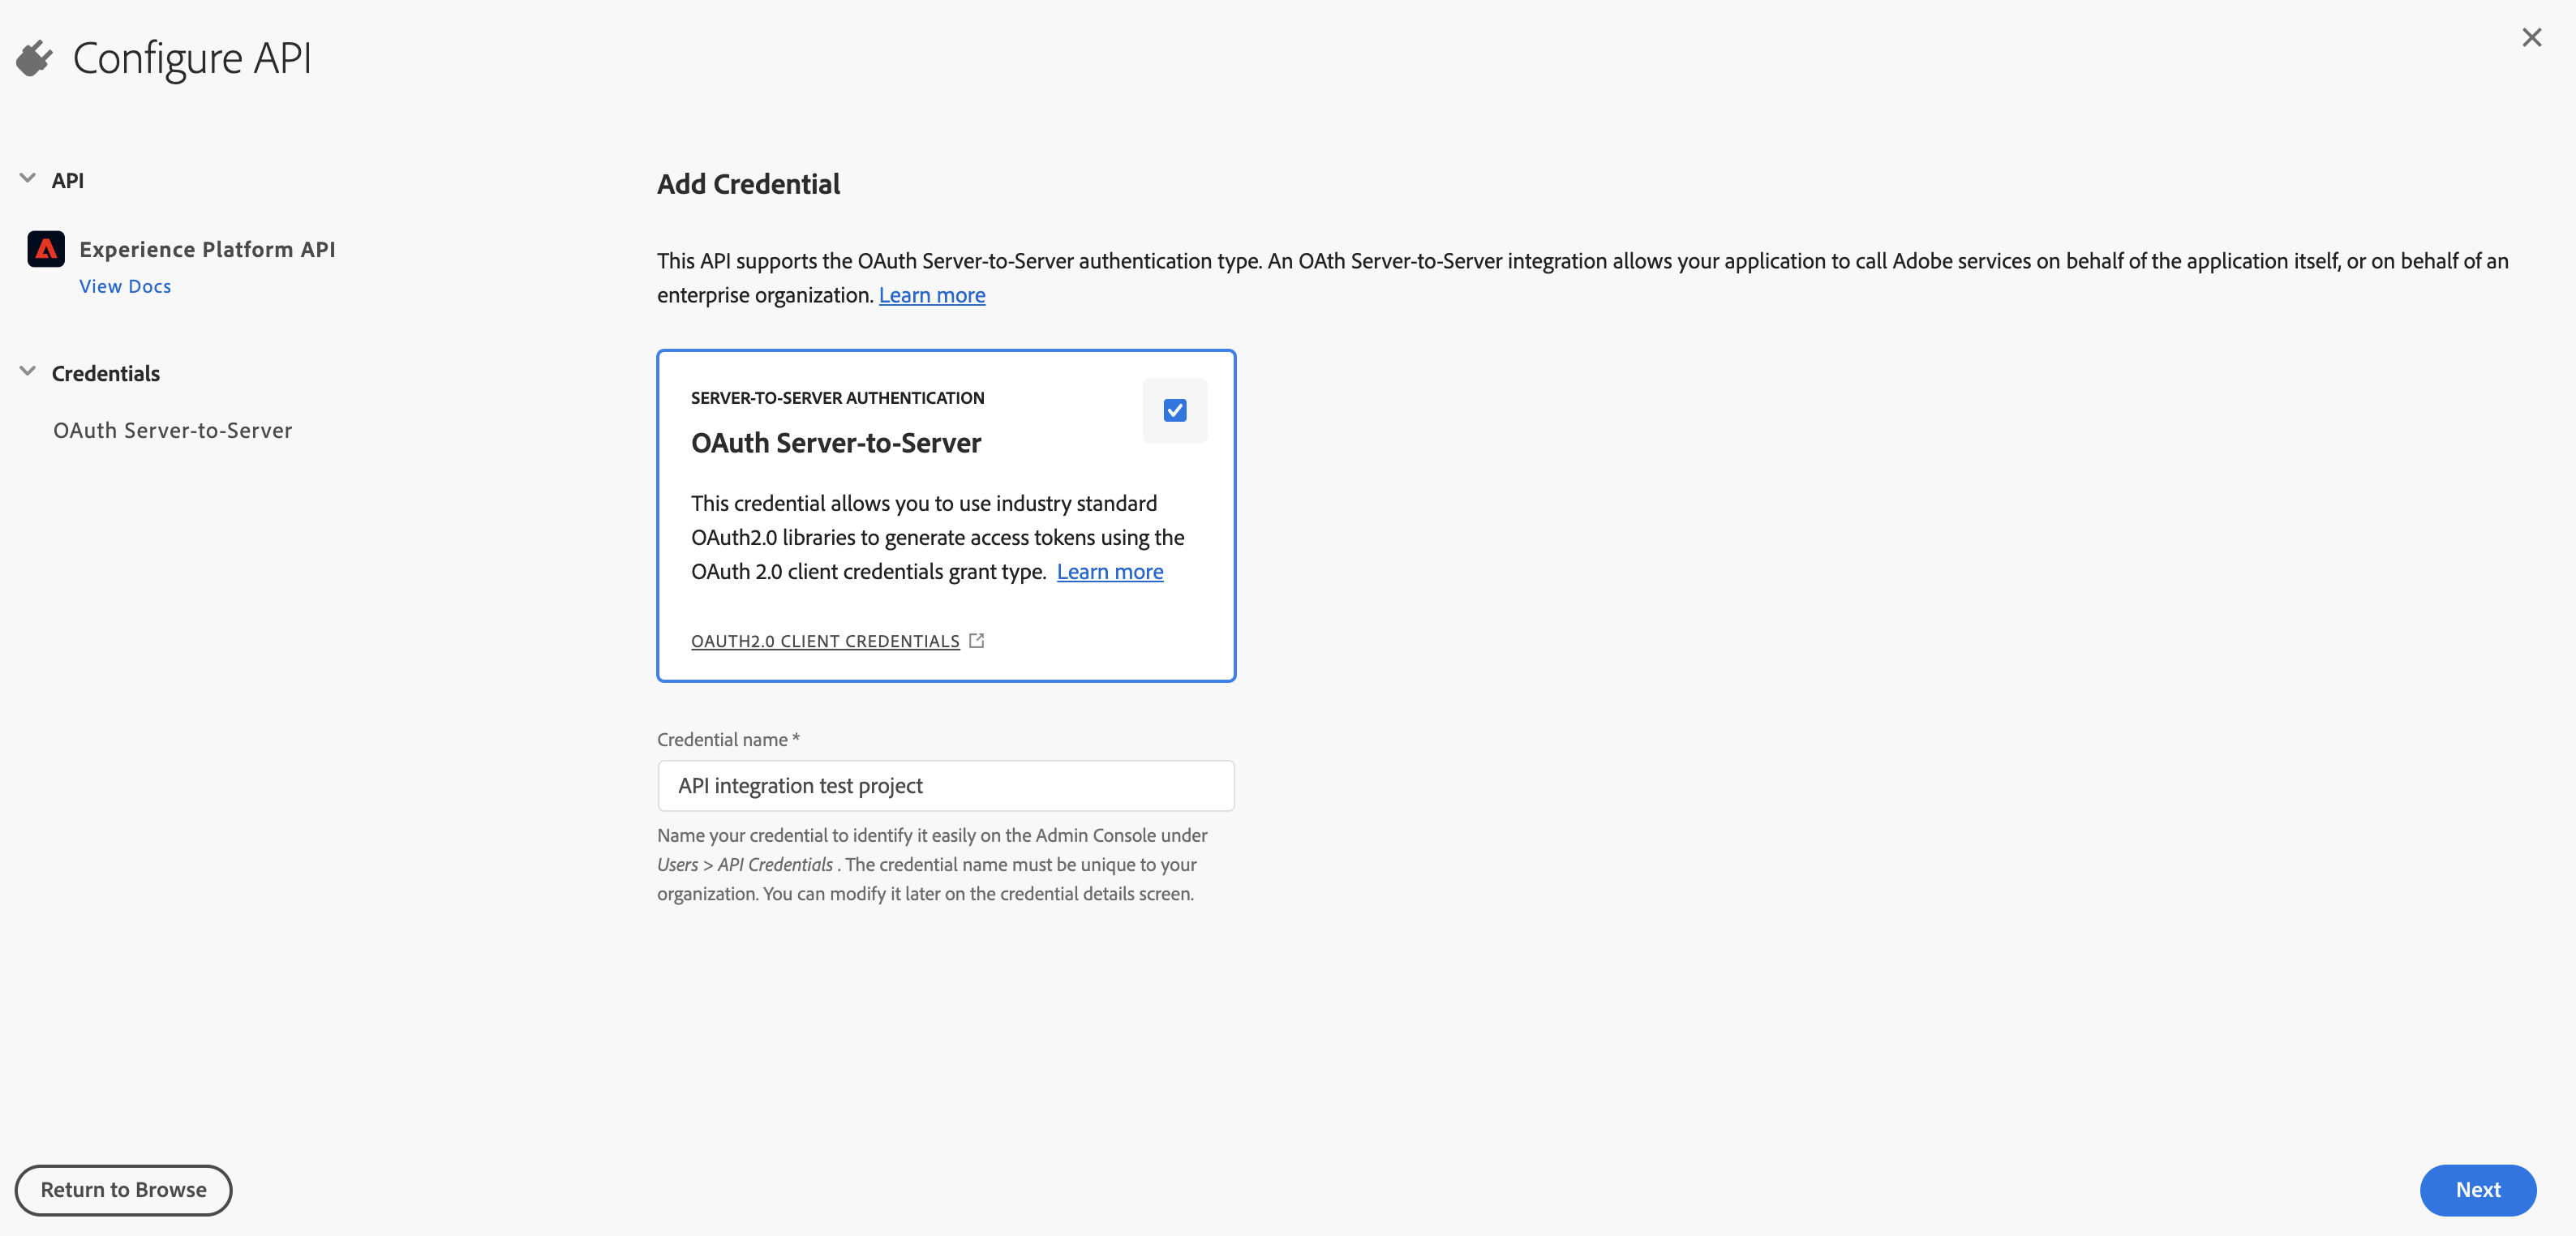 Configure API
API
Experience Platform API
View Docs
Credentials
OAuth Server-to-Server
Add Credential
This API supports the OAuth Server-to-Server authentication type. An OAth Server-to-Server integration allows your application to call Adobe services on behalf of the application itself, or on behalf of an
enterprise organization. Learn more
SERVER-TO-SERVER AUTHENTICATION
OAuth Server-to-Server
This credential allows you to use industry standard
OAuth2.0 libraries to generate access tokens using the
OAuth 2.0 client credentials grant type. Learn more
OAUTH2.0 CLIENT CREDENTIALS
Credential name *
API integration test project
Name your credential to identify it easily on the Admin Console under
Users > API Credentials . The credential name must be unique to your
organization. You can modify it later on the credential details screen.
Return to Browse
Next